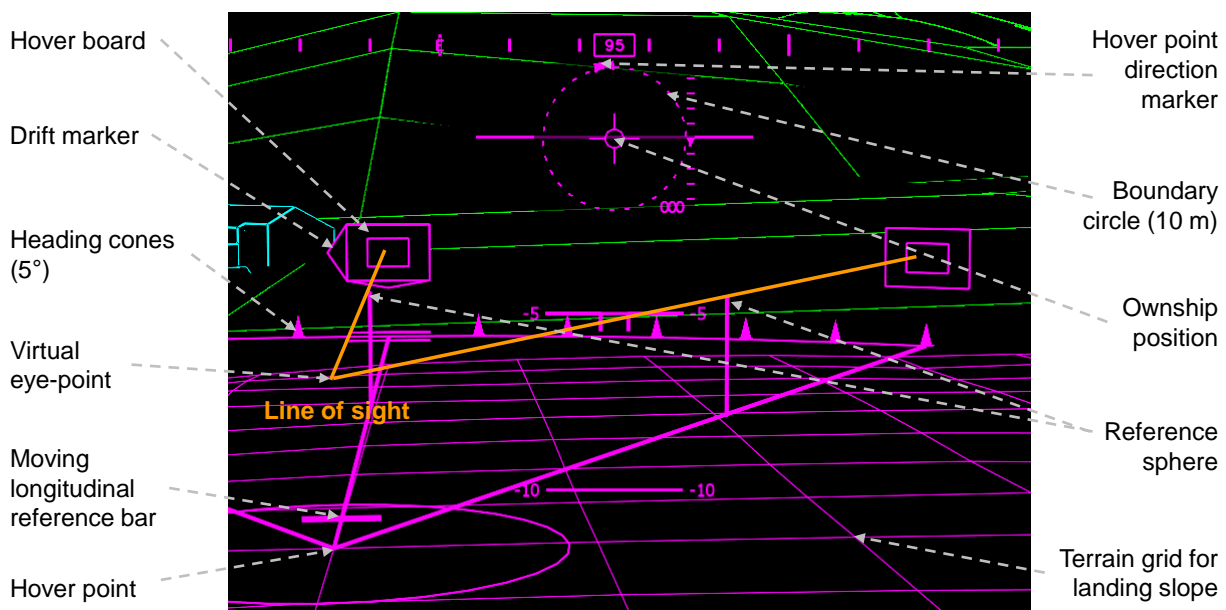 Hover board
Drift marker
Heading cones
(5°)
Virtual
eye-point
Moving
longitudinal
reference bar
Hover point
E
95
000
-5
-5
Line of sight
-10
-10
Hover point
direction
marker
Boundary
circle (10 m)
Ownship
position
Reference
sphere
Terrain grid for
landing slope